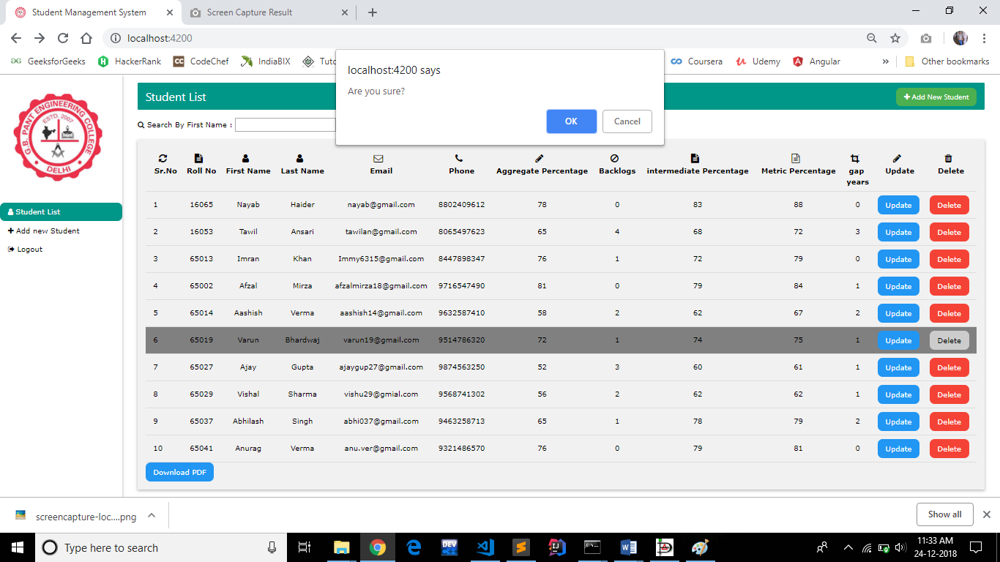 Student Management System
Screen Capture Result
localhost:4200
GeeksforGeeks HackerRank CodeChef IndiaBIX Tuto Coursera Udemy Angular » Other bookmarks
localhost:4200 says
Are you sure?
OK Cancel
G.B. PANT ENGINEERING COLLEGE
ESTD. 2007
DELHI
Student List
Add new Student
Logout
Student List
Add New Student
Search By First Name :
Sr.No Roll No First Name Last Name Email Phone Aggregate Percentage Backlogs intermediate Percentage Metric Percentage gap years Update Delete
1 16065 Nayab Haider nayab@gmail.com 8802409612 78 0 83 88 0 Update Delete
2 16053 Tawil Ansari tawilan@gmail.com 8065497623 65 4 68 72 3 Update Delete
3 65013 Imran Khan Immy6315@gmail.com 8447898347 76 1 72 79 0 Update Delete
4 65002 Afzal Mirza afzalmirza18@gmail.com 9716547490 81 0 79 84 1 Update Delete
5 65014 Aashish Verma aashish14@gmail.com 9632587410 58 2 62 67 2 Update Delete
6 65019 Varun Bhardwaj varun19@gmail.com 9514786320 72 1 74 75 1 Update Delete
7 65027 Ajay Gupta ajaygup27@gmail.com 9874563250 52 3 60 61 1 Update Delete
8 65029 Vishal Sharma vishu29@gmial.com 9568741302 56 2 62 62 1 Update Delete
9 65037 Abhilash Singh abhi037@gmail.com 9463258713 65 1 78 79 2 Update Delete
10 65041 Anurag Verma anu.ver@gmail.com 9321486570 76 0 79 81 0 Update Delete
Download PDF
screencapture-loc....png
Show all
Type here to search
DEV
11:33 AM
24-12-2018